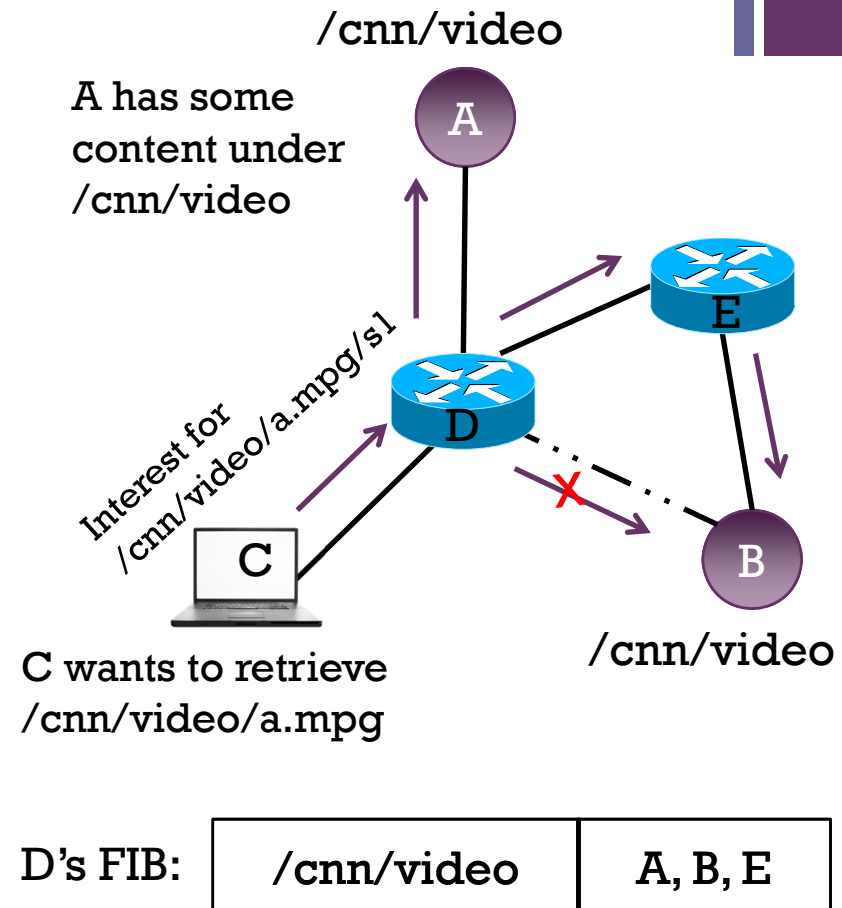 /cnn/video
A has some
content under
/cnn/video
A
E
D
Interest for
/cnn/video/a.mpg/s1
X
C
B
C wants to retrieve
/cnn/video/a.mpg
/cnn/video
D’s FIB:
/cnn/video
A, B, E